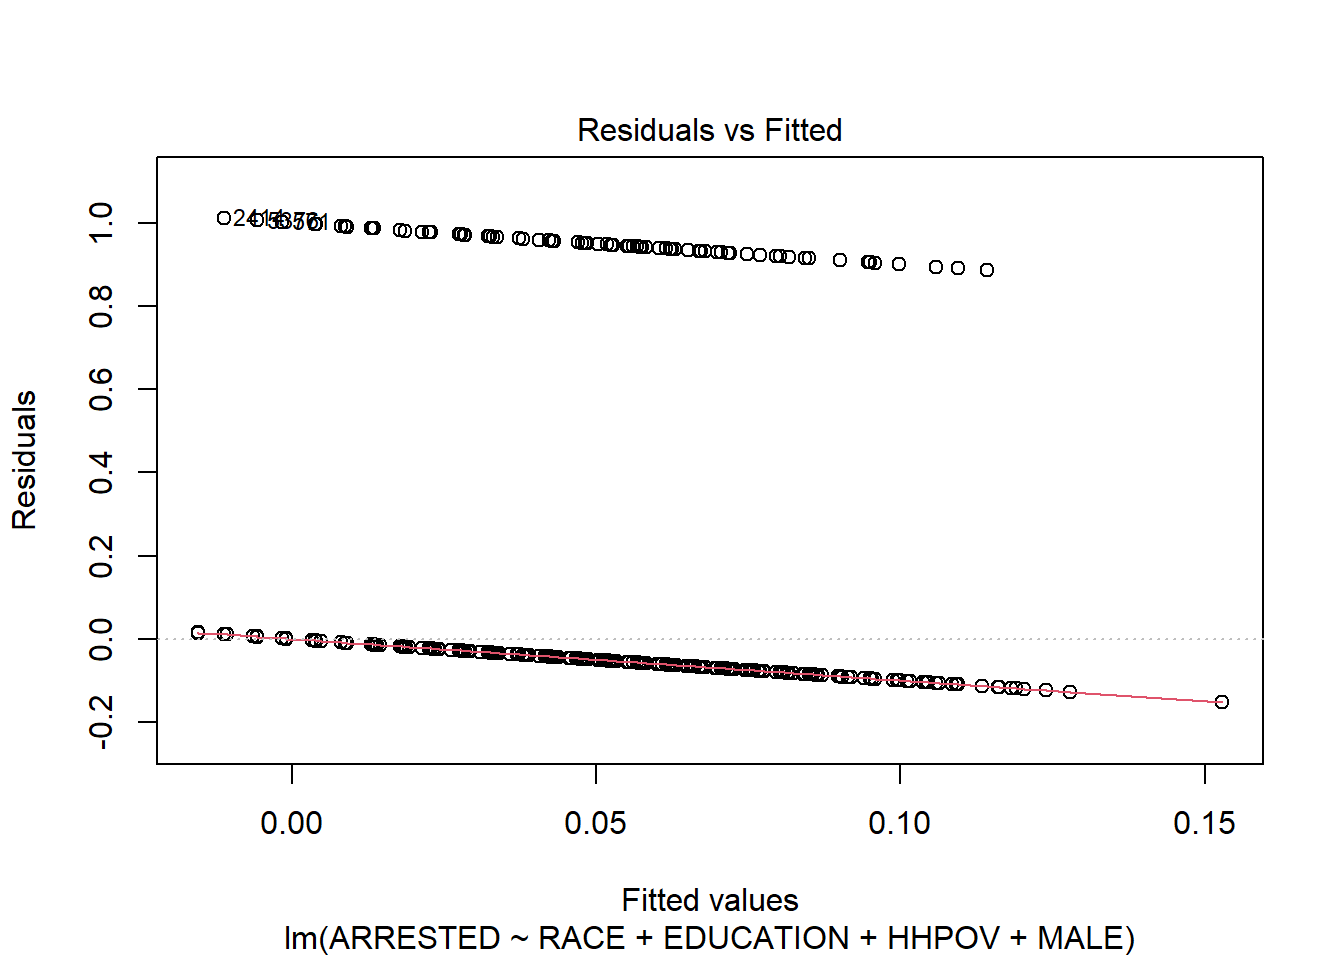 Residuals vs Fitted
Residuals
1.0
0.8
0.6
0.4
0.2
0.0
-0.2
0.00 0.05 0.10 0.15
Fitted values
lm(ARRESTED ~ RACE + EDUCATION + HHPOV + MALE)